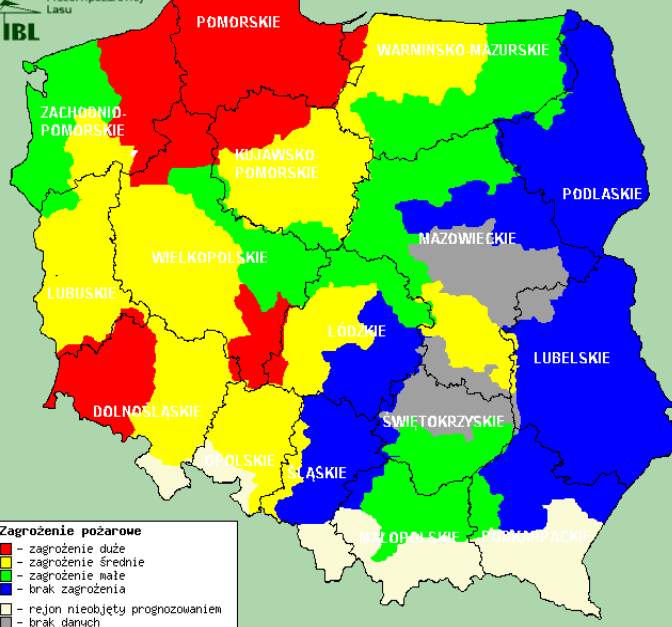 Lasu
IBL
POMORSKIE
WARMIŃSKO-MAZURSKIE
ZACHODNIO-
POMORSKIE
KUJAWSKO-
POMORSKIE
PODLASKIE
MAZOWIECKIE
WIELKOPOLSKIE
LUBUSKIE
ŁÓDZKIE
LUBELSKIE
DOLNOŚLĄSKIE
ŚWIĘTOKRZYSKIE
OPOLSKIE
ŚLĄSKIE
MAŁOPOLSKIE
PODKARPACKIE
Zagrożenie pożarowe
- zagrożenie duże
- zagrożenie średnie
- zagrożenie małe
- brak zagrożenia
- rejon nieobjęty prognozowaniem
- brak danych